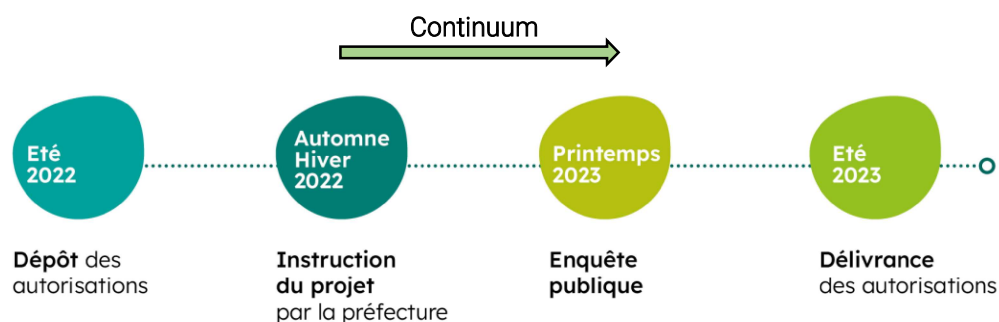 Continuum
Eté
2022
Automne
Hiver
2022
Printemps
2023
Eté
2023
Dépôt des
autorisations
Instruction
du projet
par la préfecture
Enquête
publique
Délivrance
des autorisations